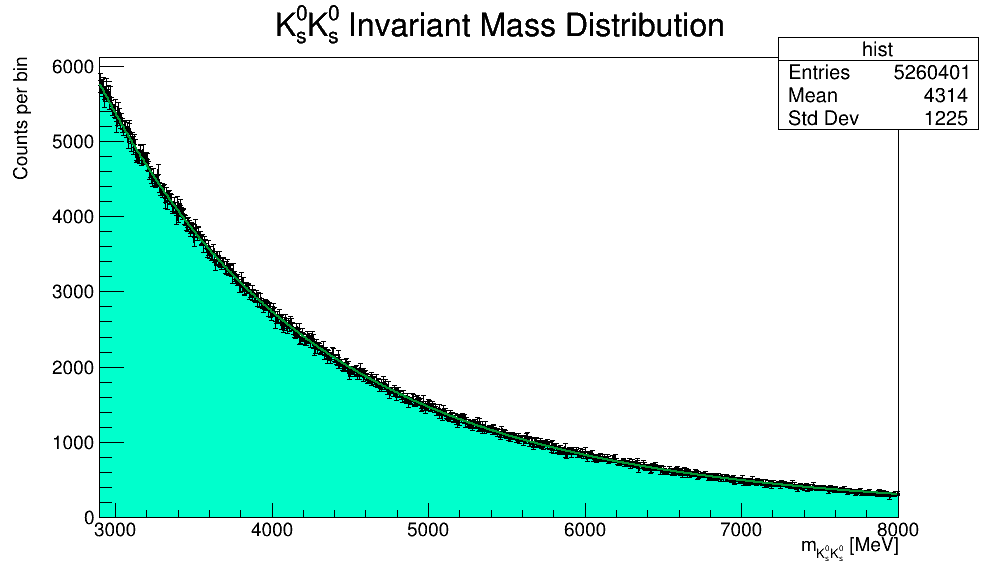 K⁰ₛK⁰ₛ Invariant Mass Distribution
hist
Entries 5260401
Mean 4314
Std Dev 1225
Counts per bin
6000
5000
4000
3000
2000
1000
0
3000 4000 5000 6000 7000 8000
m K⁰ₛK⁰ₛ [MeV]